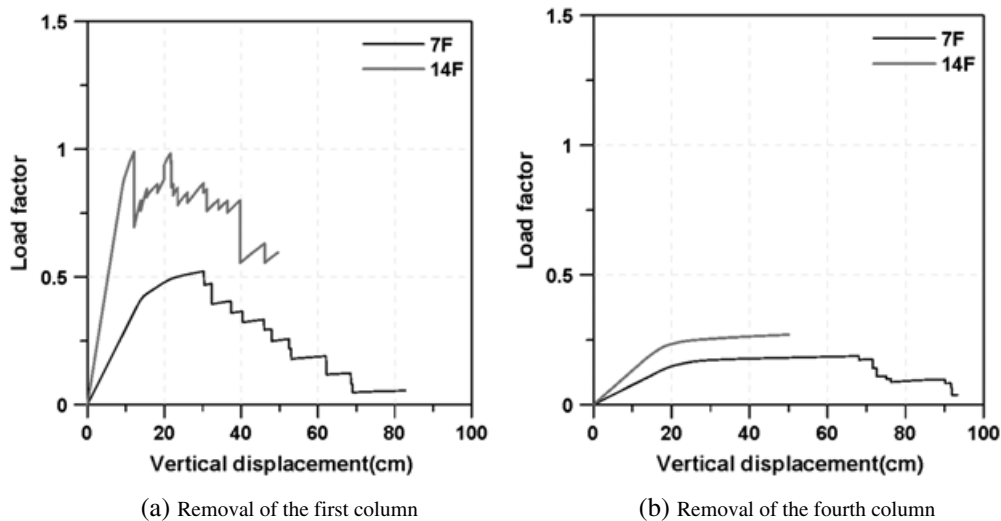 1.5
1
0.5
0
Load factor
7F
14F
0 20 40 60 80 100
Vertical displacement(cm)
(a) Removal of the first column
1.5
1
0.5
0
Load factor
7F
14F
0 20 40 60 80 100
Vertical displacement(cm)
(b) Removal of the fourth column